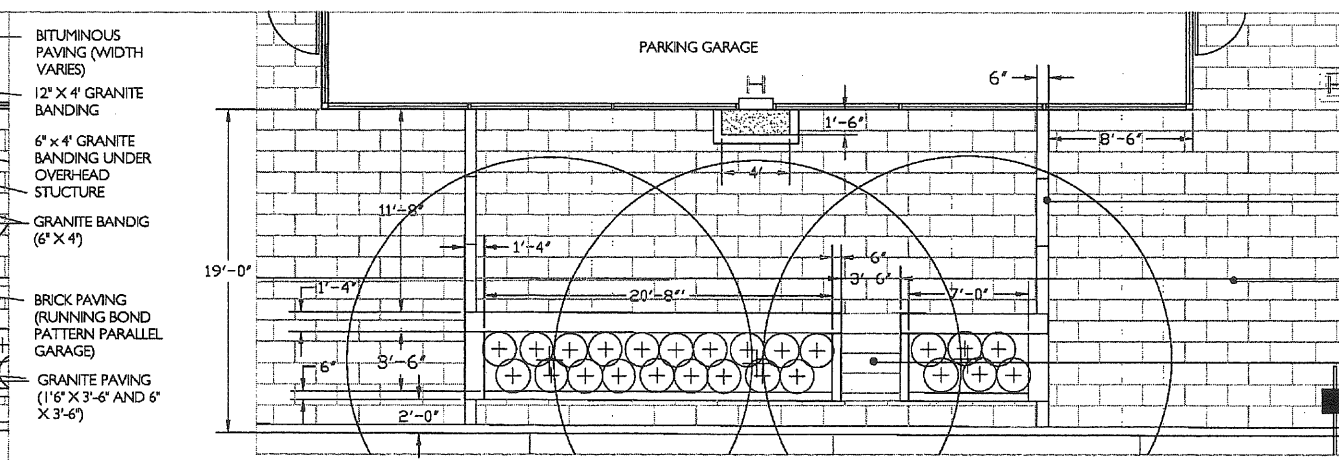 BITUMINOUS
PAVING (WIDTH
VARIES)
12" X 4' GRANITE
BANDING
6" x 4' GRANITE
BANDING UNDER
OVERHEAD
STUCTURE
GRANITE BANDIG
(6" X 4')
BRICK PAVING
(RUNNING BOND
PATTERN PARALLEL
GARAGE)
GRANITE PAVING
(1'6" X 3'-6" AND 6"
X 3'-6")
PARKING GARAGE
6"
1'-6"
8'-6"
4'
11'-8"
1'-4"
6"
19'-0"
3'-6"
1'-4"
20'-8"
7'-0"
6"
3'-6"
2'-0"